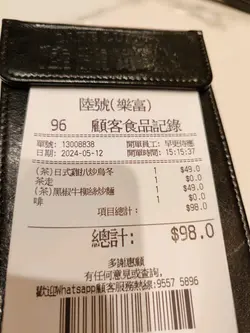 陸號(樂富)
96 顧客食品記錄
單號: 13008838 開單員工: 早更待應
日期: 2024-05-12 開單時間: 15:15:37
(茶)日式雞扒炒烏冬 1 $49.0
茶走 1 $0.0
(茶)黑椒牛柳絲炒麵 1 $49.0
啡 1 $0.0
項目總計: $98.0
總計: $98.0
多謝惠顧
有任何意見或查詢,
歡迎Whatsapp顧客服務熱線:9557 5896